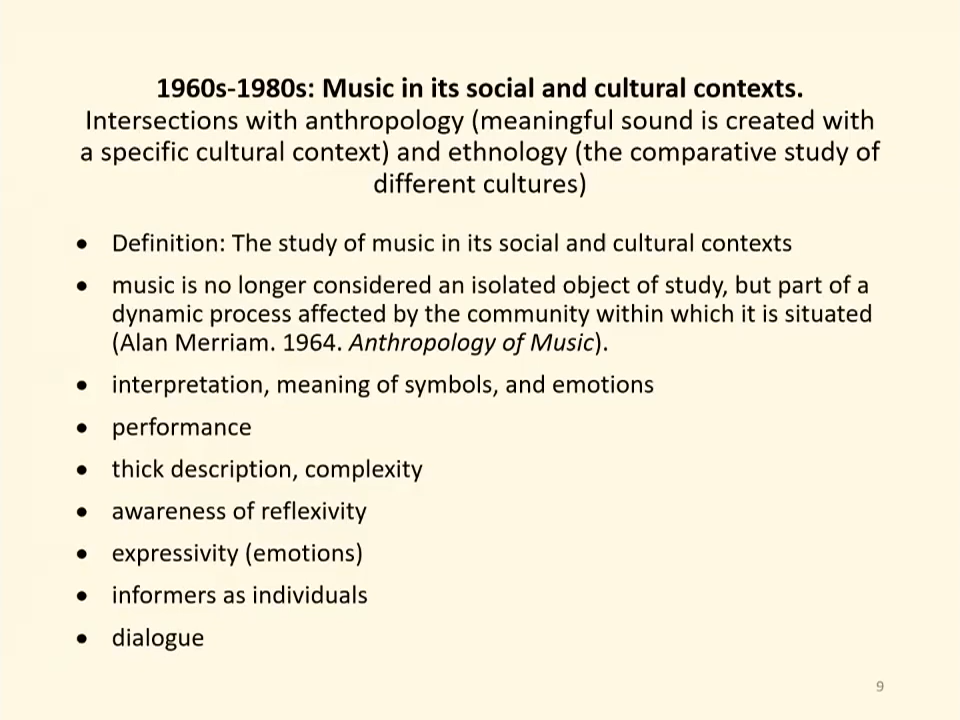 1960s-1980s: Music in its social and cultural contexts.
Intersections with anthropology (meaningful sound is created with
a specific cultural context) and ethnology (the comparative study of
different cultures)
• Definition: The study of music in its social and cultural contexts
• music is no longer considered an isolated object of study, but part of a
dynamic process affected by the community within which it is situated
(Alan Merriam. 1964. Anthropology of Music).
• interpretation, meaning of symbols, and emotions
• performance
• thick description, complexity
• awareness of reflexivity
• expressivity (emotions)
• informers as individuals
• dialogue
9